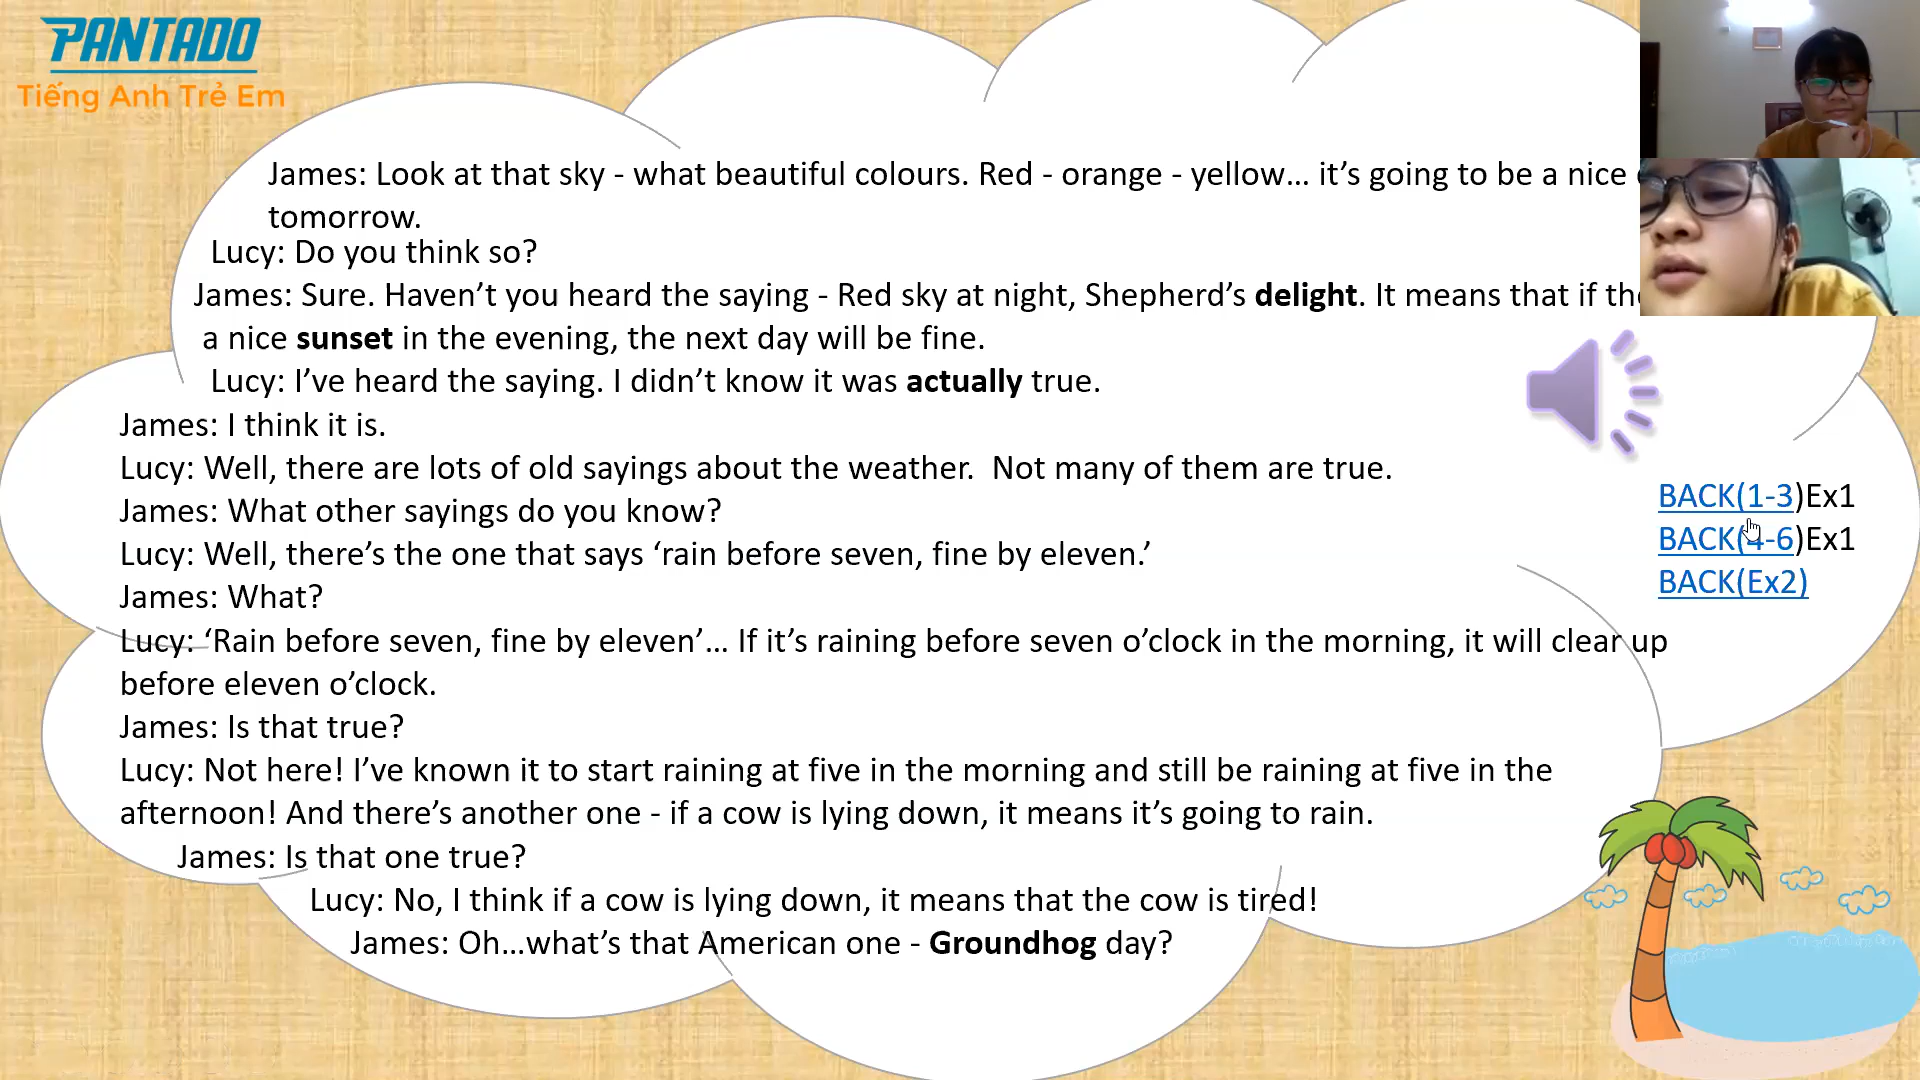 PANTADO
Tiếng Anh Trẻ Em
James: Look at that sky - what beautiful colours. Red - orange - yellow… it’s going to be a nice
tomorrow.
Lucy: Do you think so?
James: Sure. Haven’t you heard the saying - Red sky at night, Shepherd’s delight. It means that if
a nice sunset in the evening, the next day will be fine.
Lucy: I’ve heard the saying. I didn’t know it was actually true.
James: I think it is.
Lucy: Well, there are lots of old sayings about the weather.  Not many of them are true.
James: What other sayings do you know?
Lucy: Well, there’s the one that says ‘rain before seven, fine by eleven.’
James: What?
Lucy: ‘Rain before seven, fine by eleven’… If it’s raining before seven o’clock in the morning, it will clear up
before eleven o’clock.
James: Is that true?
Lucy: Not here! I’ve known it to start raining at five in the morning and still be raining at five in the
afternoon! And there’s another one - if a cow is lying down, it means it’s going to rain.
James: Is that one true?
Lucy: No, I think if a cow is lying down, it means that the cow is tired!
James: Oh…what’s that American one - Groundhog day?
BACK(1-3)Ex1
BACK(4-6)Ex1
BACK(Ex2)